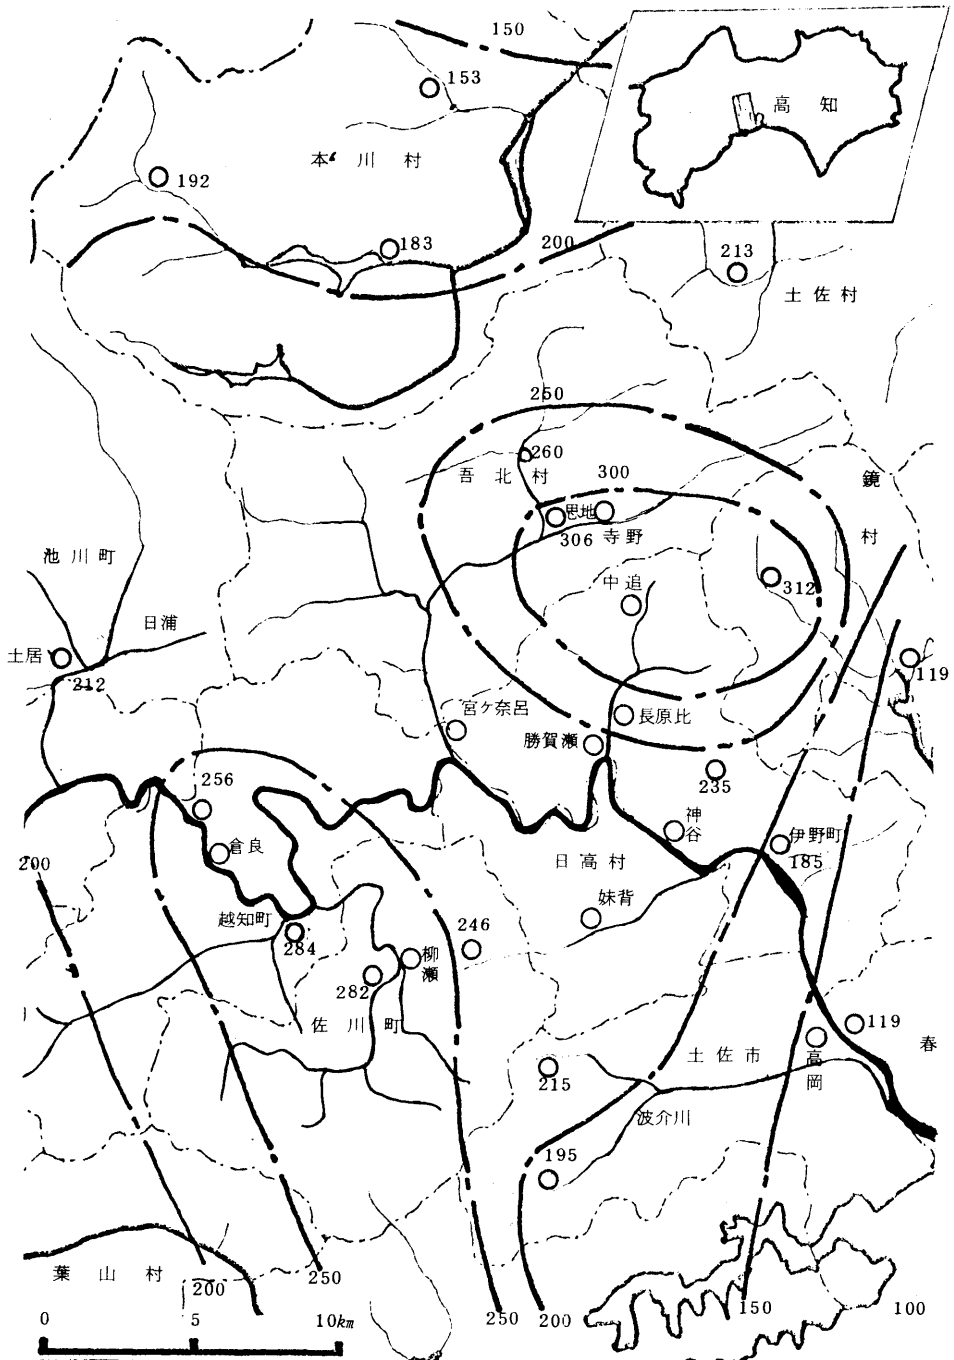 150
153
高知
本川村
192
183
200
213
土佐村
250
260
吾北村
300
鏡村
思地
306
寺野
池川町
中追
312
日浦
土居
212
119
宮ケ奈呂
長原比
勝賀瀬
256
235
神谷
伊野町
185
倉良
日高村
200
越知町
妹背
284
246
柳瀬
282
佐川町
119
高岡
春
土佐市
215
波介川
195
葉山村
200
250
250
200
150
100
0
5
10km